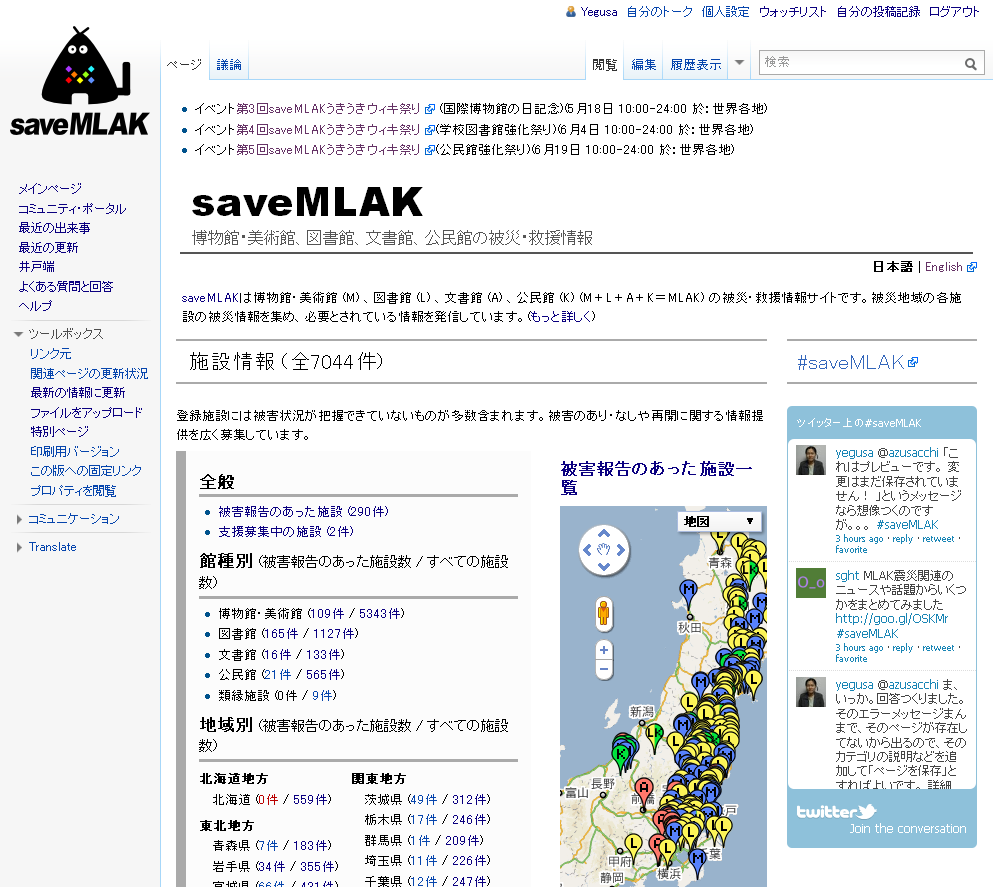 Yegusa 自分のトーク 個人設定 ウォッチリスト 自分の投稿記録 ログアウト
saveMLAK
ページ 議論
閲覧 編集 履歴表示
検索
イベント第3回saveMLAKうきうきウィキ祭り (国際博物館の日記念)(5月18日 10:00-24:00 於：世界各地)
イベント第4回saveMLAKうきうきウィキ祭り (学校図書館強化祭り)(6月4日 10:00-24:00 於：世界各地)
イベント第5回saveMLAKうきうきウィキ祭り (公民館強化祭り)(6月19日 10:00-24:00 於：世界各地)
メインページ
コミュニティ・ポータル
最近の出来事
最近の更新
井戸端
よくある質問と回答
ヘルプ
ツールボックス
リンク元
関連ページの更新状況
最新の情報に更新
ファイルをアップロード
特別ページ
印刷用バージョン
この版への固定リンク
プロパティを閲覧
コミュニケーション
Translate
saveMLAK
博物館・美術館、図書館、文書館、公民館の被災・救援情報
日本語 | English
saveMLAKは博物館・美術館 (M) 、図書館 (L) 、文書館 (A) 、公民館 (K) (M＋L＋A＋K＝MLAK) の被災・救援情報サイトです。被災地域の各施
設の被災情報を集め、必要とされている情報を発信しています。(もっと詳しく)
施設情報 ( 全7044件)
登録施設には被害状況が把握できていないものが多数含まれます。被害のあり・なしや再開に関する情報提
供を広く募集しています。
全般
被害報告のあった施設 (290件)
支援募集中の施設 (2件)
館種別 (被害報告のあった施設数 / すべての施設
数)
博物館・美術館 (109件 / 5343件)
図書館 (165件 / 1127件)
文書館 (16件 / 133件)
公民館 (21件 / 565件)
類縁施設 (0件 / 9件)
地域別 (被害報告のあった施設数 / すべての施設
数)
北海道地方
北海道 (0件 / 559件)
東北地方
青森県 (7件 / 183件)
岩手県 (34件 / 355件)
宮城県 (66件 / 431件)
関東地方
茨城県 (49件 / 312件)
栃木県 (17件 / 246件)
群馬県 (1件 / 209件)
埼玉県 (11件 / 226件)
千葉県 (12件 / 247件)
被害報告のあった施設一
覧
地図
青森
秋田
新潟
長野
富山
前橋
甲府
静岡
横浜
#saveMLAK
ツイッター上の#saveMLAK
yegusa @azusacchi 「こ
れはプレビューです。変
更はまだ保存されていま
せん！」というメッセージ
なら想像つくのです
が。。。 #saveMLAK
3 hours ago · reply · retweet ·
favorite
O_o
sght MLAK震災関連の
ニュースや話題からいくつ
かをまとめてみました
http://goo.gl/OSKMr
#saveMLAK
3 hours ago · reply · retweet ·
favorite
yegusa @azusacchi ま、
いっか。回答つくりました。
そのエラーメッセージまん
まで、そのページが存在し
てないから出るので、その
カテゴリの説明などを追
加して「ページを保存」と
すればよいです。詳細
twitter
Join the conversation